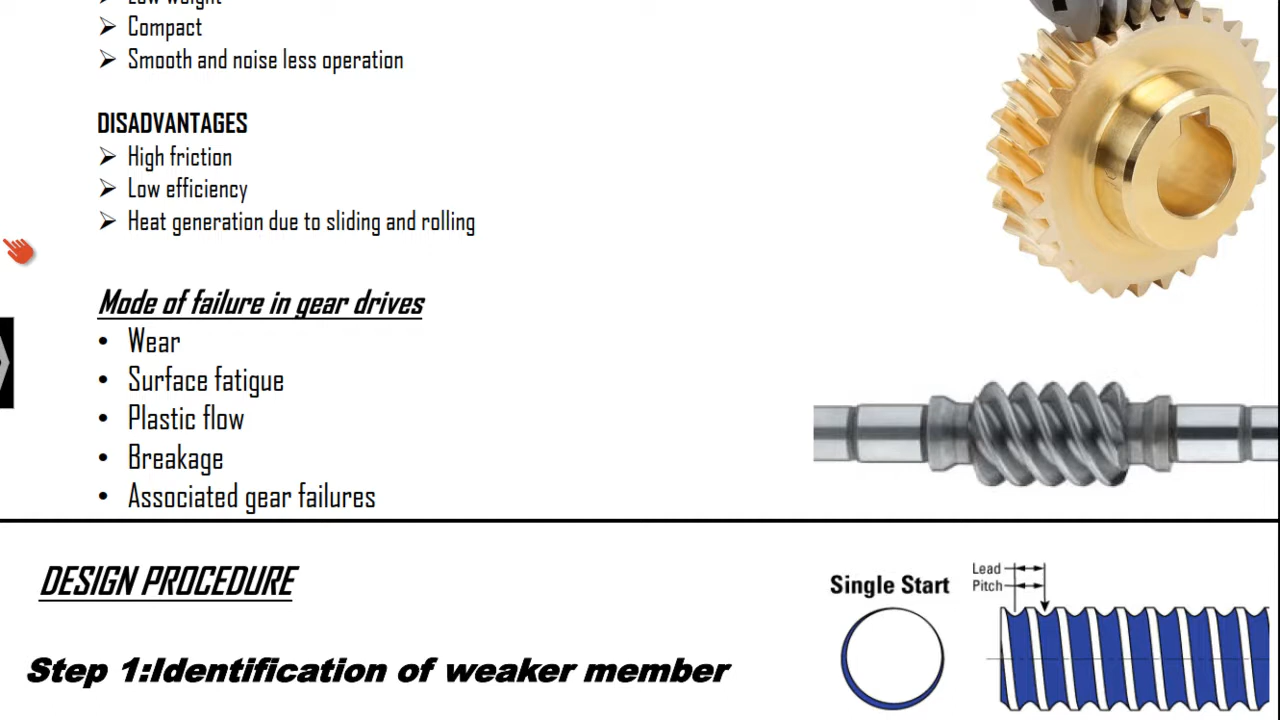 Low weight
Compact
Smooth and noise less operation
DISADVANTAGES
High friction
Low efficiency
Heat generation due to sliding and rolling
Mode of failure in gear drives
Wear
Surface fatigue
Plastic flow
Breakage
Associated gear failures
DESIGN PROCEDURE
Single Start
Lead
Pitch
Step 1:Identification of weaker member